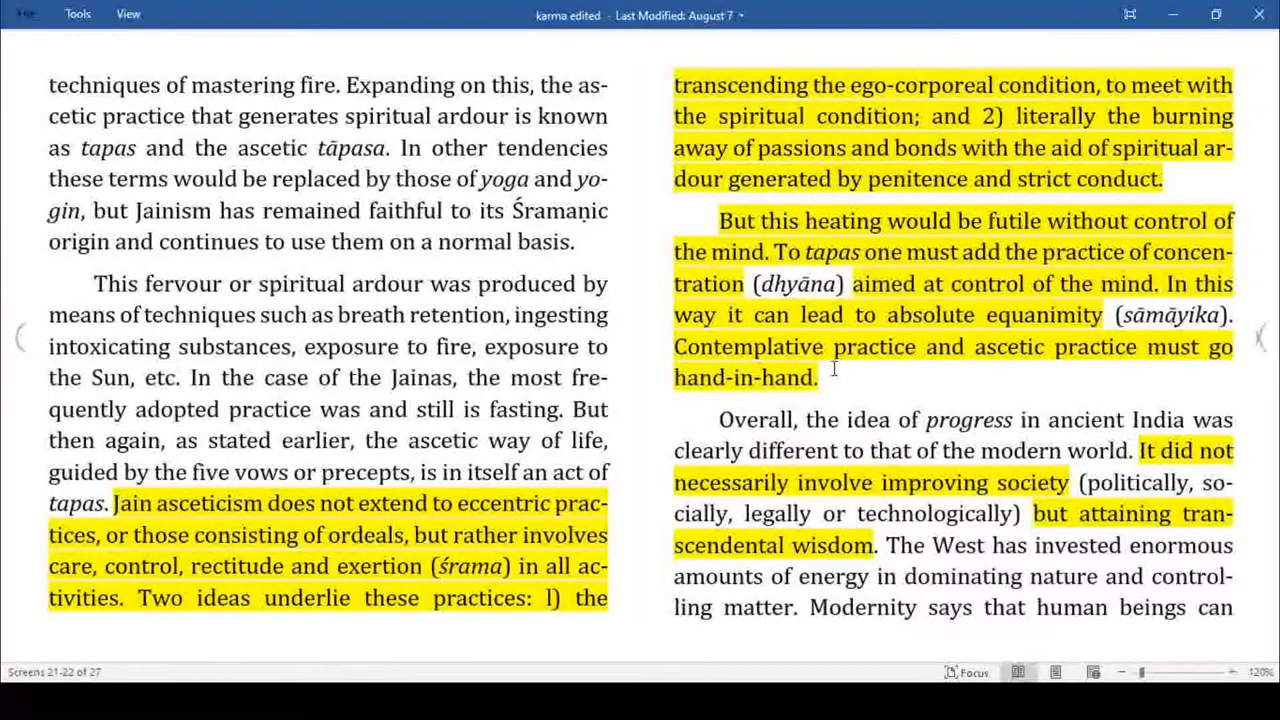 Tools View karma edited - Last Modified: August 7
techniques of mastering fire. Expanding on this, the as-
cetic practice that generates spiritual ardour is known
as tapas and the ascetic tāpasa. In other tendencies
these terms would be replaced by those of yoga and yo-
gin, but Jainism has remained faithful to its Śramaṇic
origin and continues to use them on a normal basis.
This fervour or spiritual ardour was produced by
means of techniques such as breath retention, ingesting
intoxicating substances, exposure to fire, exposure to
the Sun, etc. In the case of the Jainas, the most fre-
quently adopted practice was and still is fasting. But
then again, as stated earlier, the ascetic way of life,
guided by the five vows or precepts, is in itself an act of
tapas. Jain asceticism does not extend to eccentric prac-
tices, or those consisting of ordeals, but rather involves
care, control, rectitude and exertion (śrama) in all ac-
tivities. Two ideas underlie these practices: l) the
transcending the ego-corporeal condition, to meet with
the spiritual condition; and 2) literally the burning
away of passions and bonds with the aid of spiritual ar-
dour generated by penitence and strict conduct.
But this heating would be futile without control of
the mind. To tapas one must add the practice of concen-
tration (dhyāna) aimed at control of the mind. In this
way it can lead to absolute equanimity (sāmāyika).
Contemplative practice and ascetic practice must go
hand-in-hand.
Overall, the idea of progress in ancient India was
clearly different to that of the modern world. It did not
necessarily involve improving society (politically, so-
cially, legally or technologically) but attaining tran-
scendental wisdom. The West has invested enormous
amounts of energy in dominating nature and control-
ling matter. Modernity says that human beings can
Screens 21-22 of 27 Focus 120%